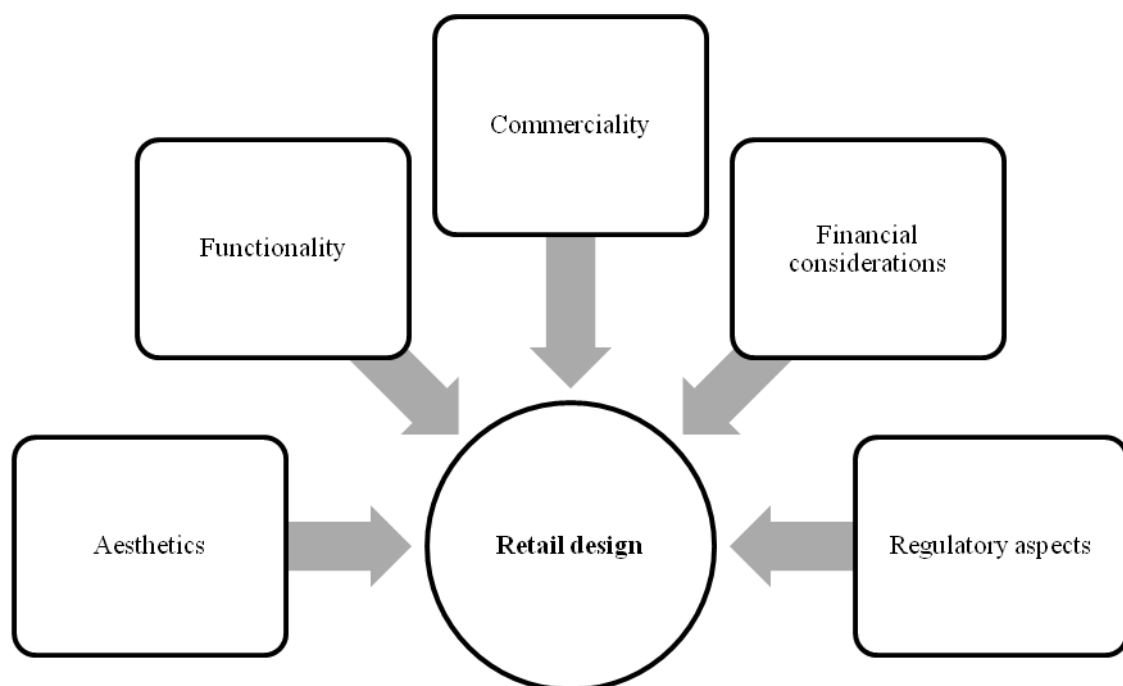 Commerciality
Functionality
Financial
considerations
Aesthetics
Retail design
Regulatory aspects